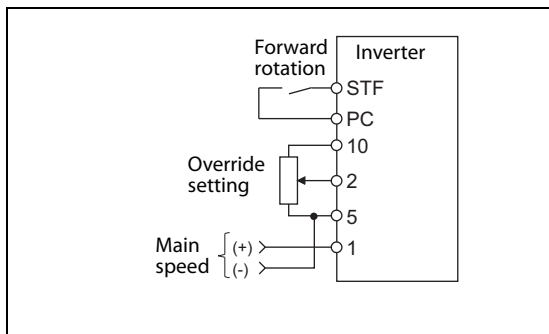 Forward
rotation
Inverter
STF
PC
10
Override
setting
2
5
Main
speed
(+)
(-)
1